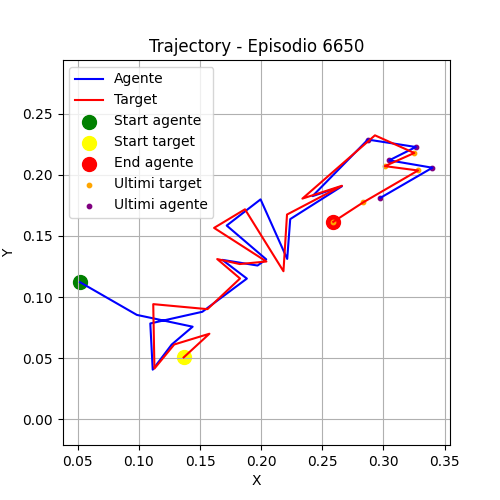 Trajectory - Episodio 6650
Agente
Target
Start agente
Start target
End agente
Ultimi target
Ultimi agente
Y
0.25
0.20
0.15
0.10
0.05
0.00
0.05 0.10 0.15 0.20 0.25 0.30 0.35
X